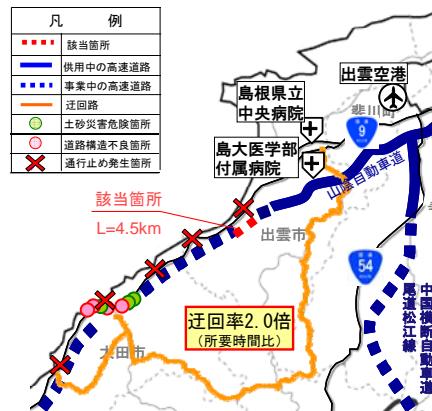 凡　例
該当箇所
供用中の高速道路
事業中の高速道路
迂回路
土砂災害危険箇所
道路構造不良箇所
通行止め発生箇所
出雲空港
島根県立
中央病院
斐川町
国道
9
島大医学部
付属病院
山陰自動車道
該当箇所
L=4.5km
出雲市
54
迂回率2.0倍
(所要時間比)
大田市
中国横断自動車道
尾道松江線